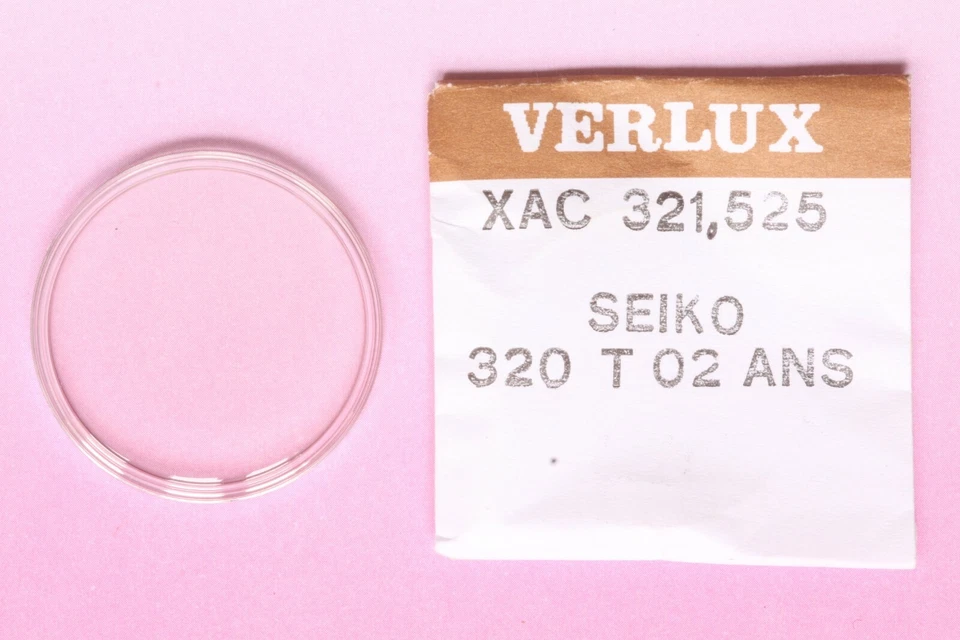 VERLUX
XAC 321,525
SEIKO
320 T 02 ANS